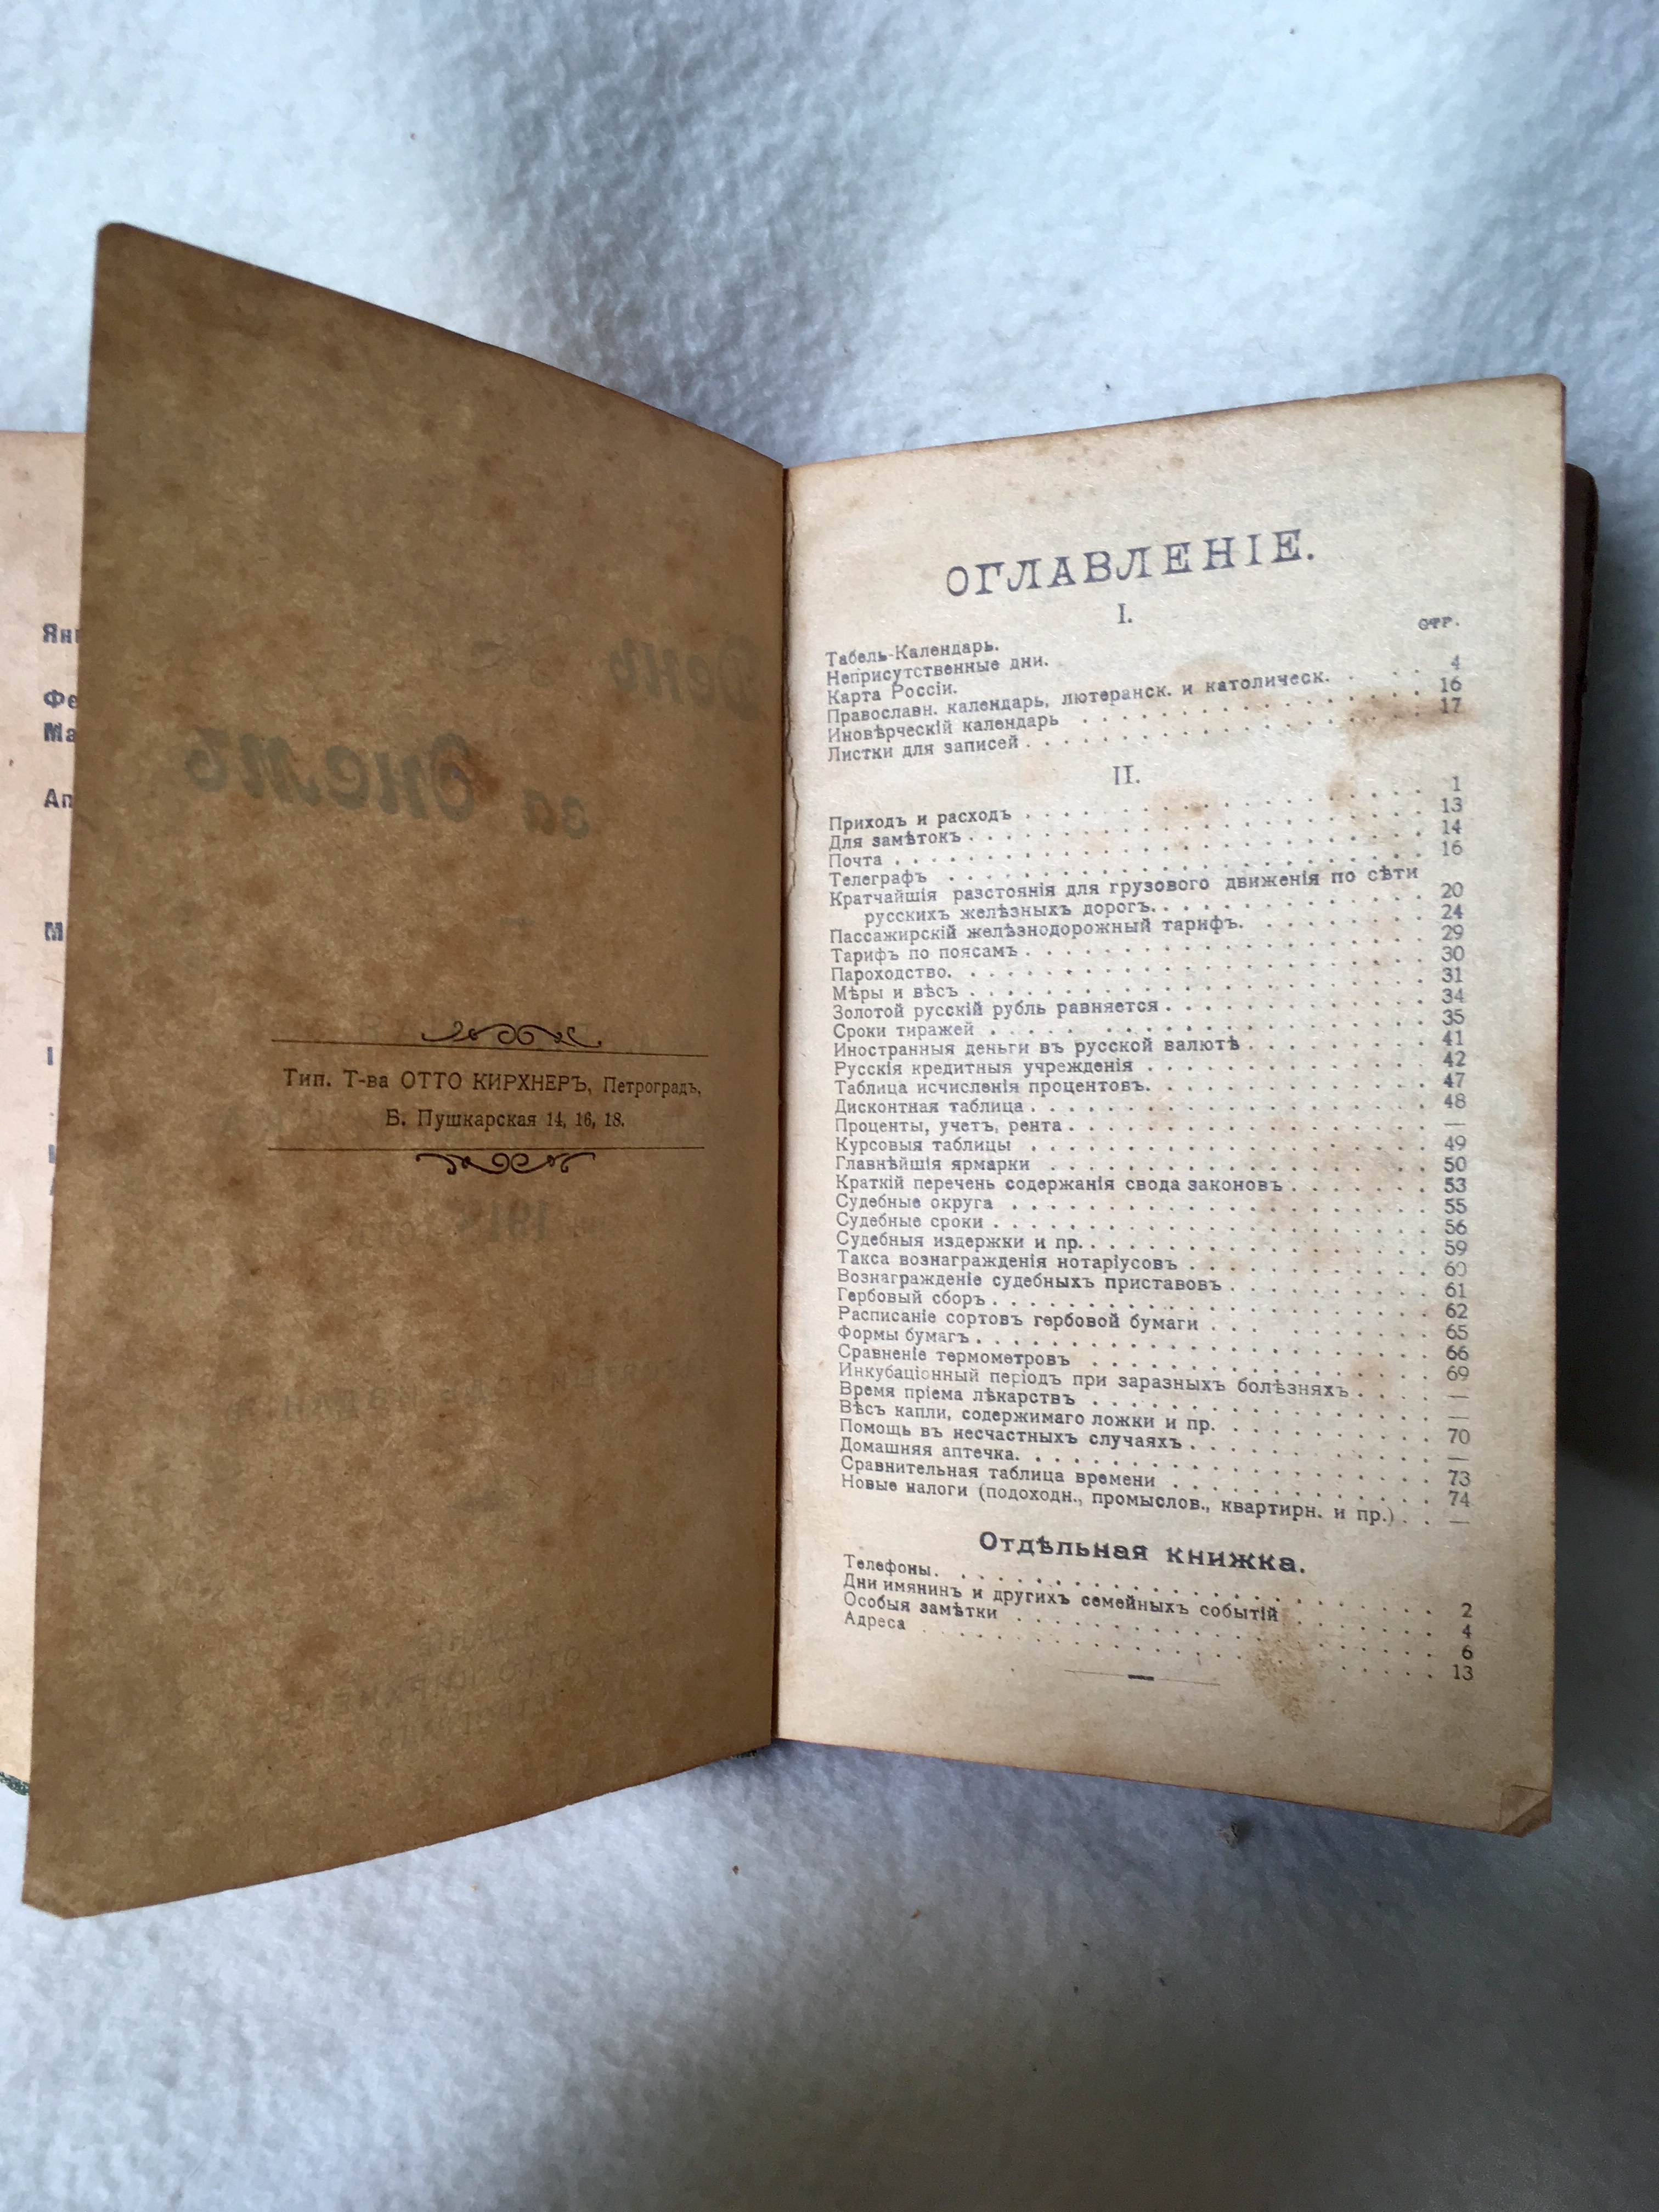 Тип. Т-ва ОТТО КИРХНЕРЪ, Петроградъ,
Б. Пушкарская 14, 16, 18.
ОГЛАВЛЕНІЕ.
I.
СТР.
Табель-Календарь.
Неприсутственные дни.
Карта Россіи.
Православн. календарь, лютеранск. и католическ. . . . 4
Иновѣрческій календарь . . . 16
Листки для записей . . . 17
II.
Приходъ и расходъ . . . 1
Для замѣтокъ . . . 13
Почта . . . 14
Телеграфъ . . . 16
Кратчайшія разстоянія для грузового движенія по сѣти
русскихъ желѣзныхъ дорогъ. . . . 20
Пассажирскій желѣзнодорожный тарифъ. . . . 24
Тарифъ по поясамъ . . . 29
Пароходство. . . . 30
Мѣры и вѣсъ . . . 31
Золотой русскій рубль равняется . . . 34
Сроки тиражей . . . 35
Иностранныя деньги въ русской валютѣ . . . 41
Русскія кредитныя учрежденія . . . 42
Таблица исчисленія процентовъ. . . . 47
Дисконтная таблица . . . 48
Проценты, учетъ, рента . . . —
Курсовыя таблицы . . . 49
Главнѣйшія ярмарки . . . 50
Краткій перечень содержанія свода законовъ . . . 53
Судебные округа . . . 55
Судебные сроки . . . 56
Судебныя издержки и пр. . . . 59
Такса вознагражденія нотаріусовъ . . . 60
Вознагражденіе судебныхъ приставовъ . . . 61
Гербовый сборъ . . . 62
Расписаніе сортовъ гербовой бумаги . . . 65
Формы бумагъ . . . 66
Сравненіе термометровъ . . . 69
Инкубаціонный періодъ при заразныхъ болѣзняхъ . . . —
Время пріема лѣкарствъ . . . —
Вѣсъ капли, содержимаго ложки и пр. . . . 70
Помощь въ несчастныхъ случаяхъ . . . —
Домашняя аптечка. . . . 73
Сравнительная таблица времени . . . 74
Новые налоги (подоходн., промыслов., квартирн. и пр.) . . —
Отдѣльная книжка.
Телефоны. . . . 2
Дни имянинъ и другихъ семейныхъ событій . . . 4
Особыя замѣтки . . . 6
Адреса . . . 13